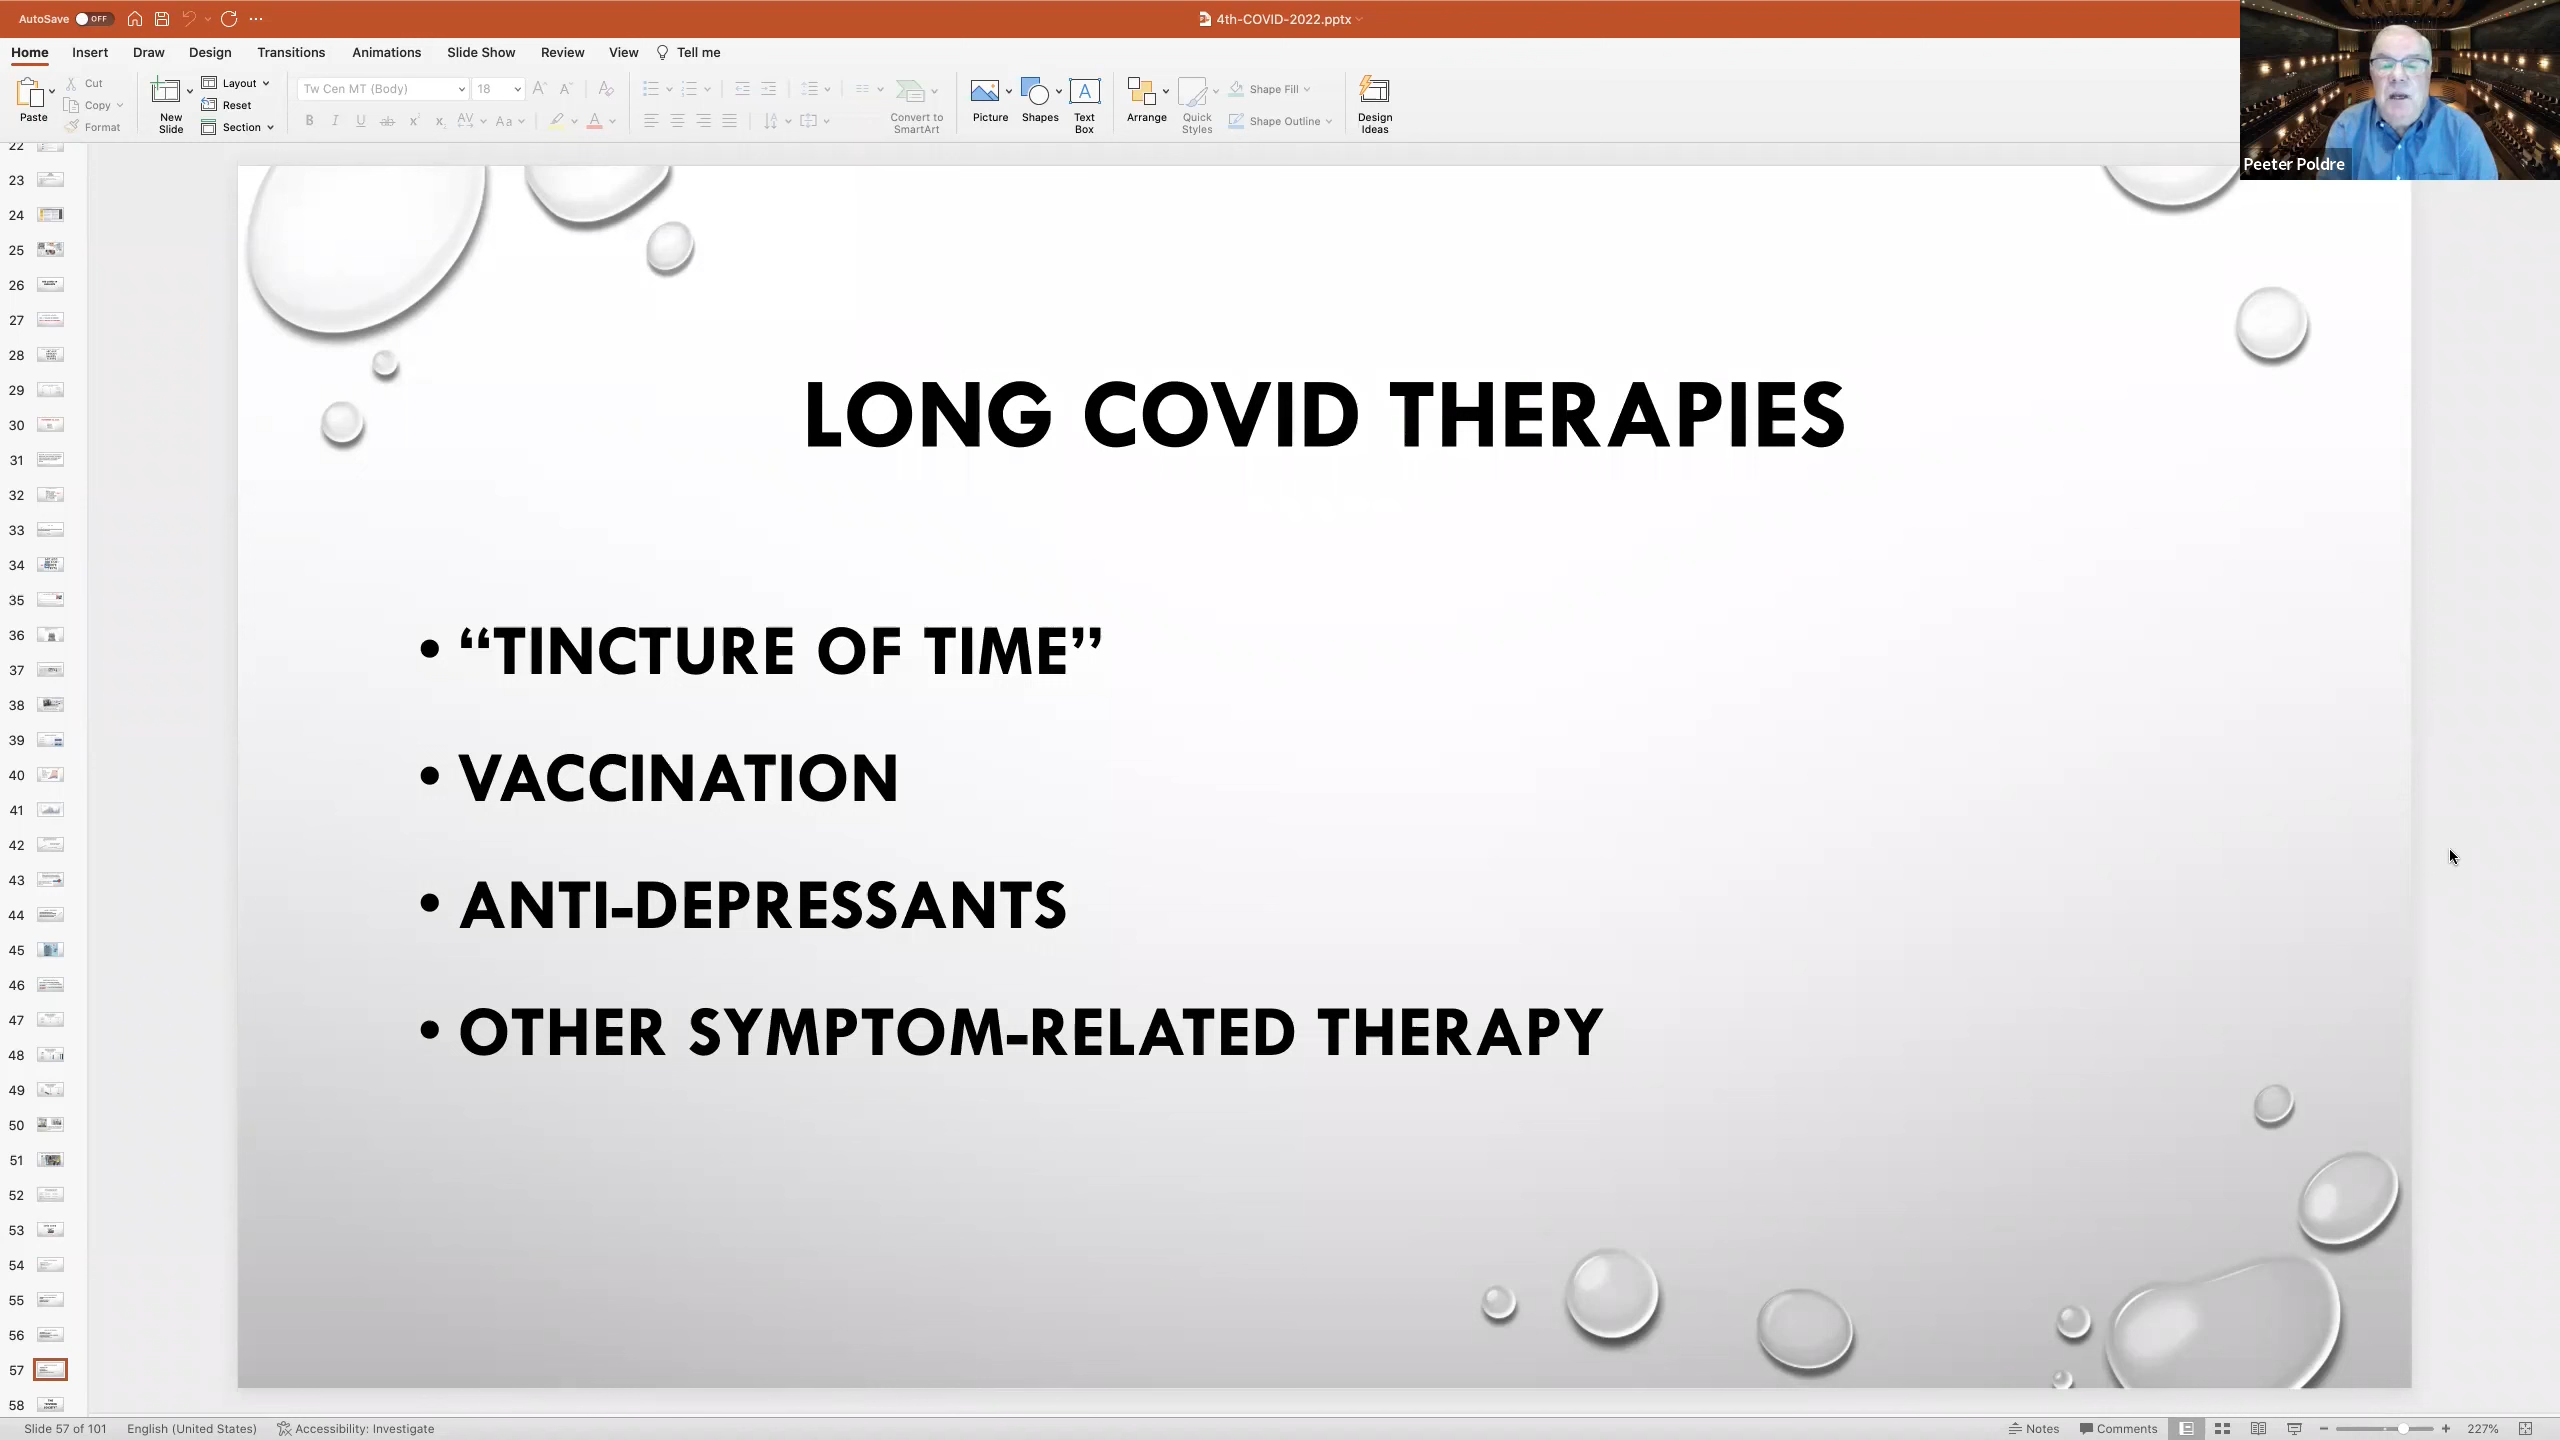 AutoSave OFF
4th-COVID-2022.pptx
Home Insert Draw Design Transitions Animations Slide Show Review View Tell me
Paste
Cut
Copy
Format
New
Slide
Layout
Reset
Section
Tw Cen MT (Body) 18
Convert to
SmartArt
Picture
Shapes
Text
Box
Arrange
Quick
Styles
Shape Fill
Shape Outline
Design
Ideas
Peeter Poldre
22
23
24
25
26
27
28
29
30
31
32
33
34
35
36
37
38
39
40
41
42
43
44
45
46
47
48
49
50
51
52
53
54
55
56
57
58
LONG COVID THERAPIES
• “TINCTURE OF TIME”
• VACCINATION
• ANTI-DEPRESSANTS
• OTHER SYMPTOM-RELATED THERAPY
Slide 57 of 101 English (United States) Accessibility: Investigate Notes Comments 227%